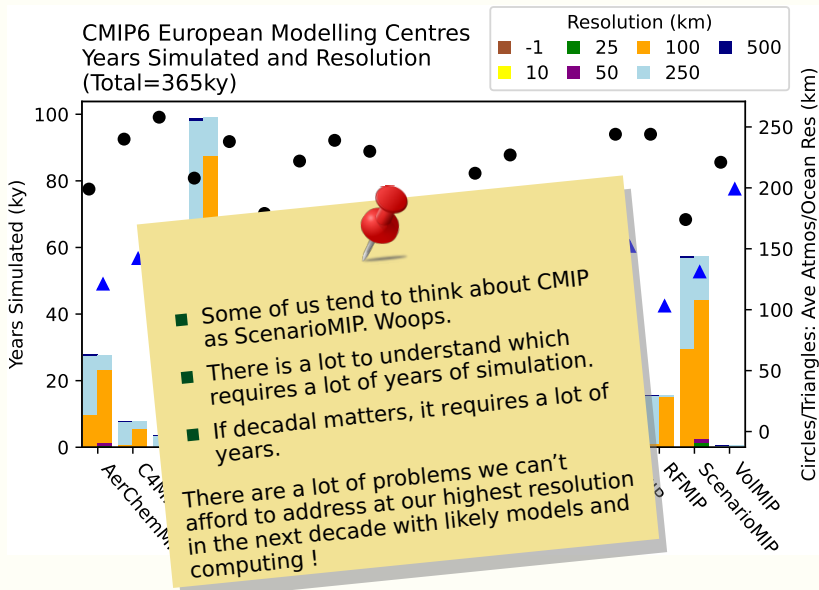 CMIP6 European Modelling Centres
Years Simulated and Resolution
(Total=365ky)
Resolution (km)
-1 25 100 500
10 50 250
Years Simulated (ky)
100
80
60
40
20
0
Circles/Triangles: Ave Atmos/Ocean Res (km)
250
200
150
100
50
0
Some of us tend to think about CMIP
as ScenarioMIP. Woops.
There is a lot to understand which
requires a lot of years of simulation.
If decadal matters, it requires a lot of
years.
There are a lot of problems we can't
afford to address at our highest resolution
in the next decade with likely models and
computing !
RFMIP
ScenarioMIP
VolMIP